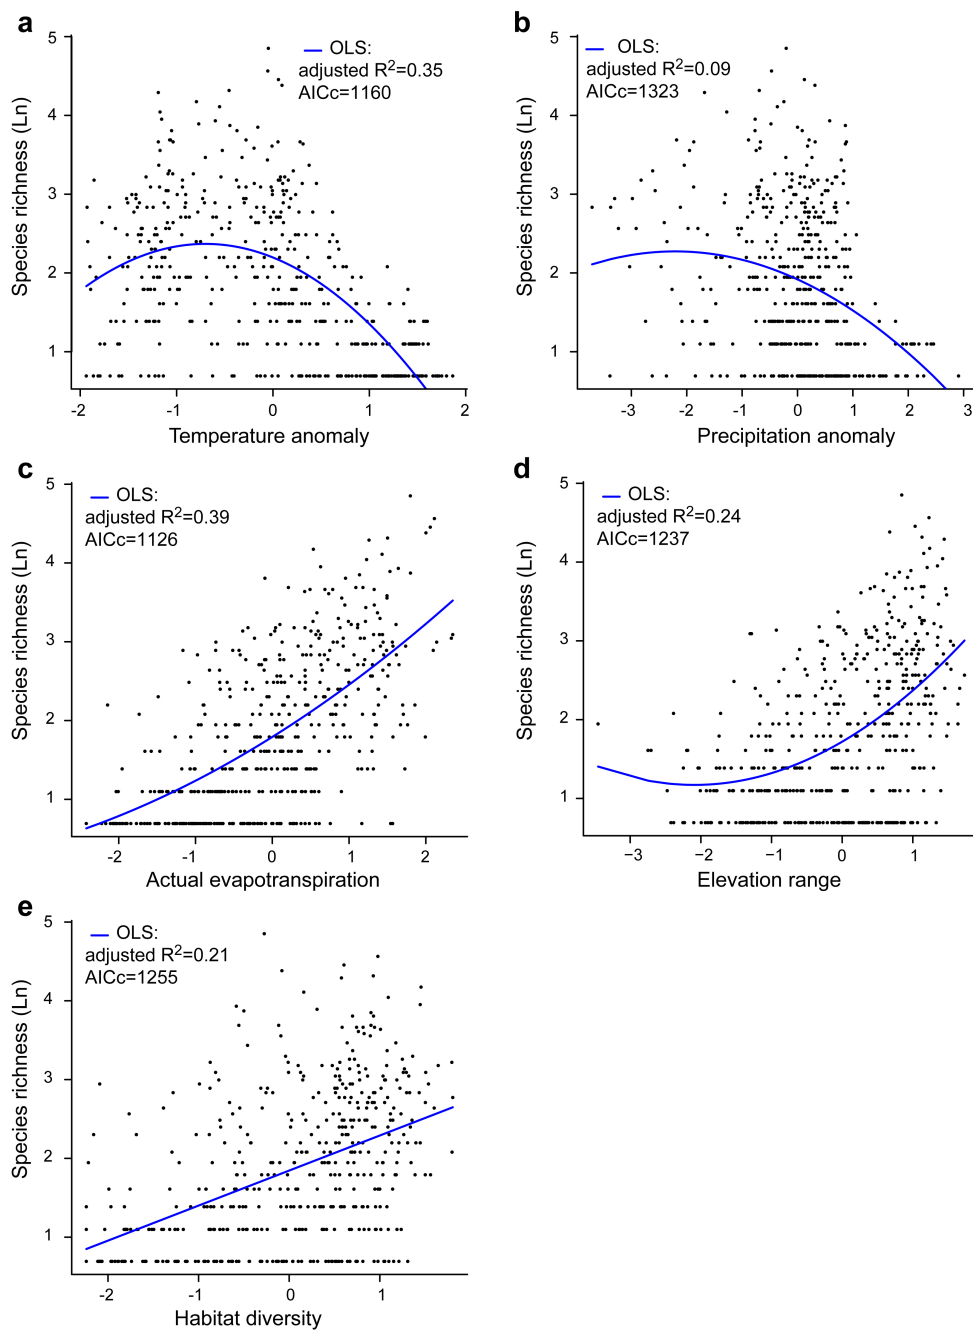 a
OLS:
adjusted R2=0.35
AICc=1160
Species richness (Ln)
5
4
3
2
1
-2
-1
0
1
2
Temperature anomaly
b
OLS:
adjusted R2=0.09
AICc=1323
Species richness (Ln)
5
4
3
2
1
-3
-2
-1
0
1
2
3
Precipitation anomaly
c
OLS:
adjusted R2=0.39
AICc=1126
Species richness (Ln)
5
4
3
2
1
-2
-1
0
1
2
Actual evapotranspiration
d
OLS:
adjusted R2=0.24
AICc=1237
Species richness (Ln)
5
4
3
2
1
−3
−2
−1
0
1
Elevation range
e
OLS:
adjusted R2=0.21
AICc=1255
Species richness (Ln)
5
4
3
2
1
-2
-1
0
1
Habitat diversity